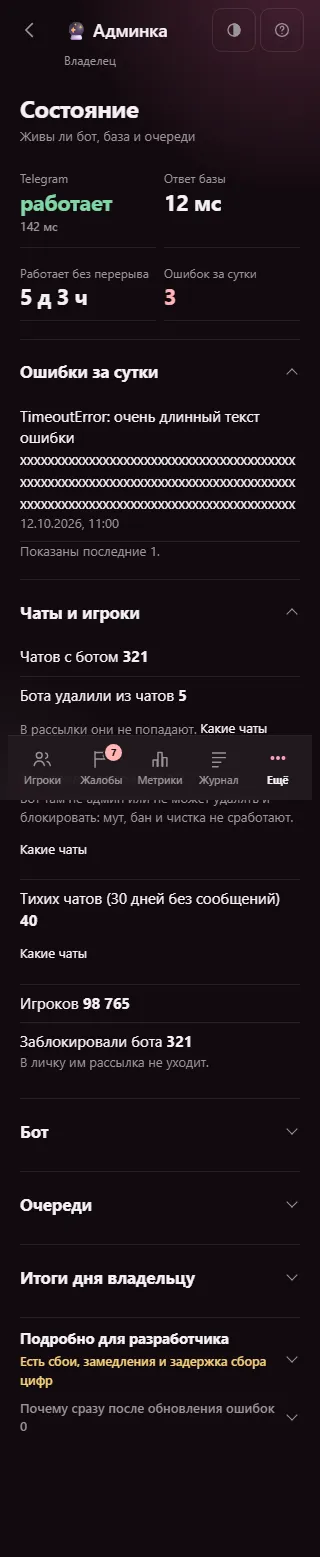 Админка
Владелец
Состояние
Живы ли бот, база и очереди
Telegram
работает
142 мс
Ответ базы
12 мс
Работает без перерыва
5 д 3 ч
Ошибок за сутки
3
Ошибки за сутки
TimeoutError: очень длинный текст
ошибки
xxxxxxxxxxxxxxxxxxxxxxxxxxxxxxxxxxxxxxxx
xxxxxxxxxxxxxxxxxxxxxxxxxxxxxxxxxxxxxxxx
xxxxxxxxxxxxxxxxxxxxxxxxxxxxxxxxxxxxxxxx
12.10.2026, 11:00
Показаны последние 1.
Чаты и игроки
Чатов с ботом 321
Бота удалили из чатов 5
В рассылки они не попадают. Какие чаты
Игроки
Жалобы
7
Метрики
Журнал
Ещё
Бот там не админ или не может удалять и
блокировать: мут, бан и чистка не сработают.
Какие чаты
Тихих чатов (30 дней без сообщений)
40
Какие чаты
Игроков 98 765
Заблокировали бота 321
В личку им рассылка не уходит.
Бот
Очереди
Итоги дня владельцу
Подробно для разработчика
Есть сбои, замедления и задержка сбора
цифр
Почему сразу после обновления ошибок
0